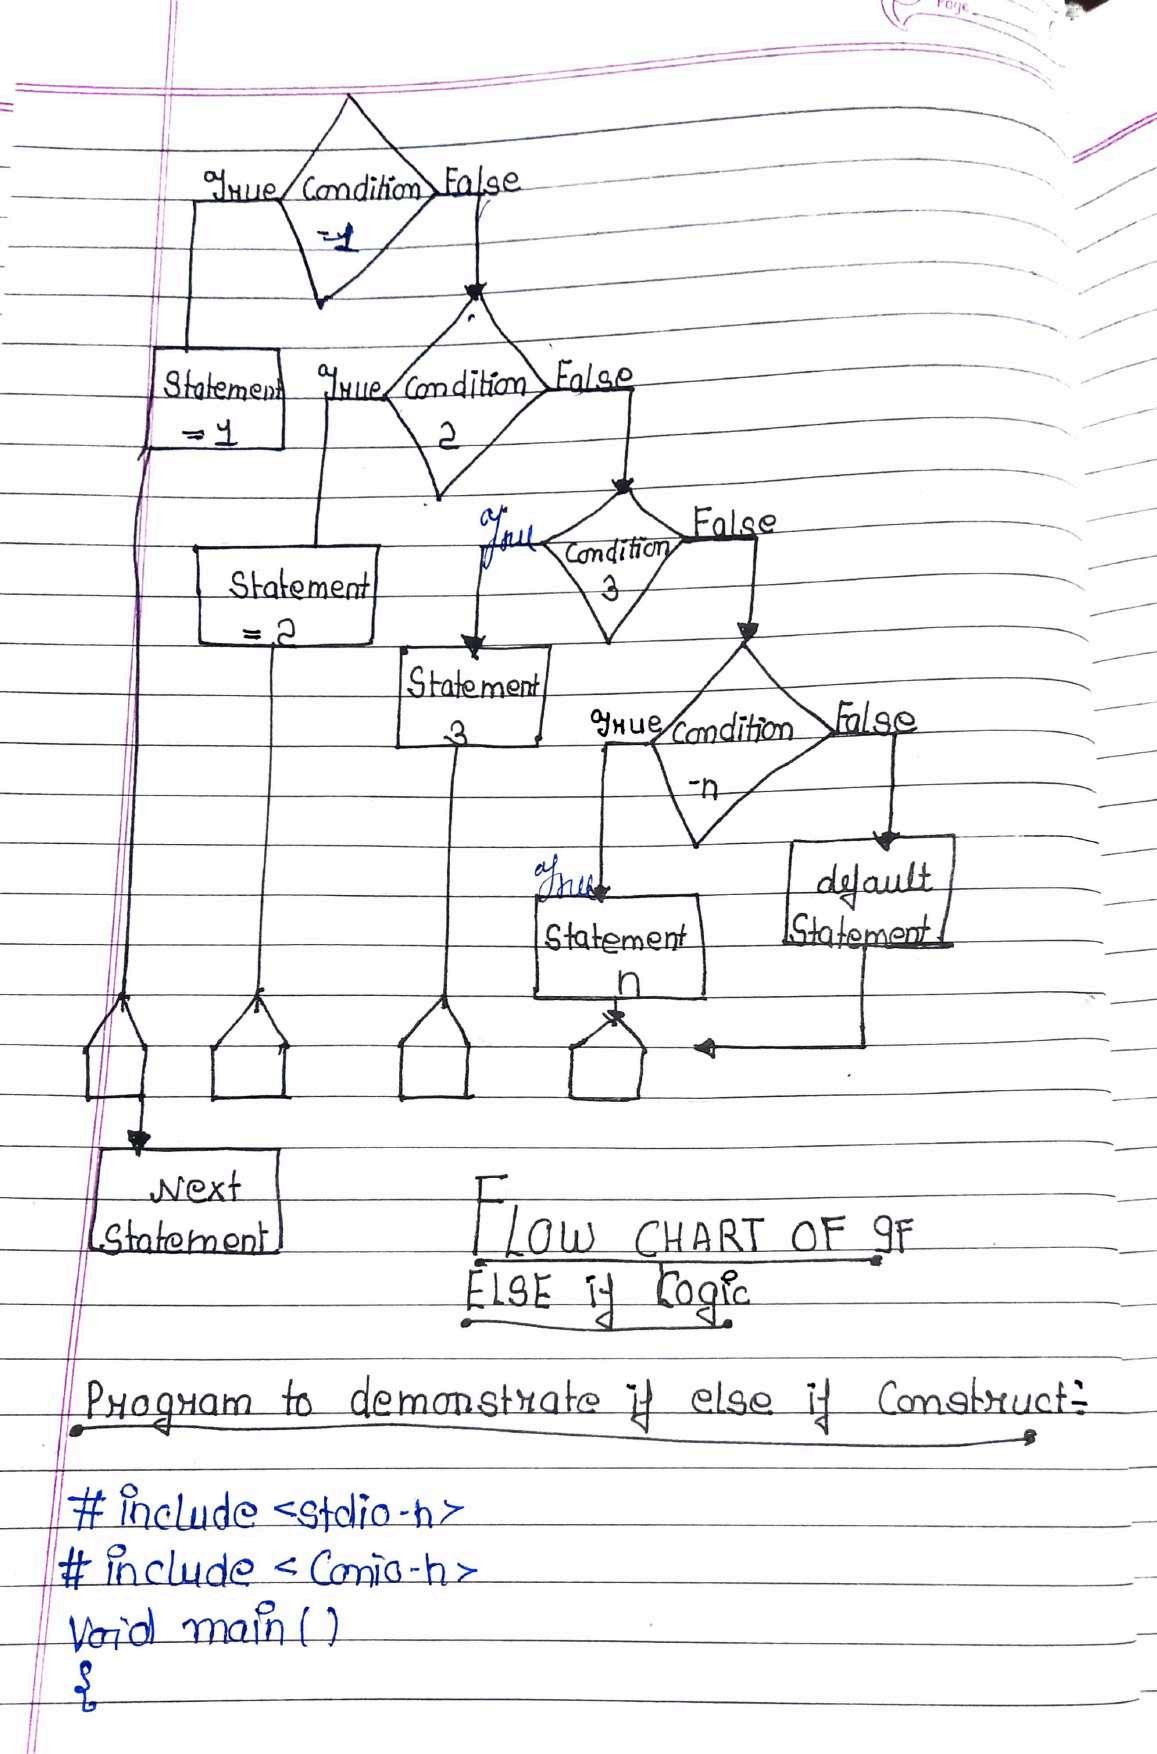 Page
True Condition False
=1
Statement
= 1
True Condition False
2
True Condition False
3
Statement
= 2
Statement
3
True Condition False
-n
True
default
Statement
Statement
n
Next
Statement
FLOW CHART OF IF
ELSE if Logic
Program to demonstrate if else if Construct:-
# include <stdio-h>
# include <Conio-h>
Void main ()
{